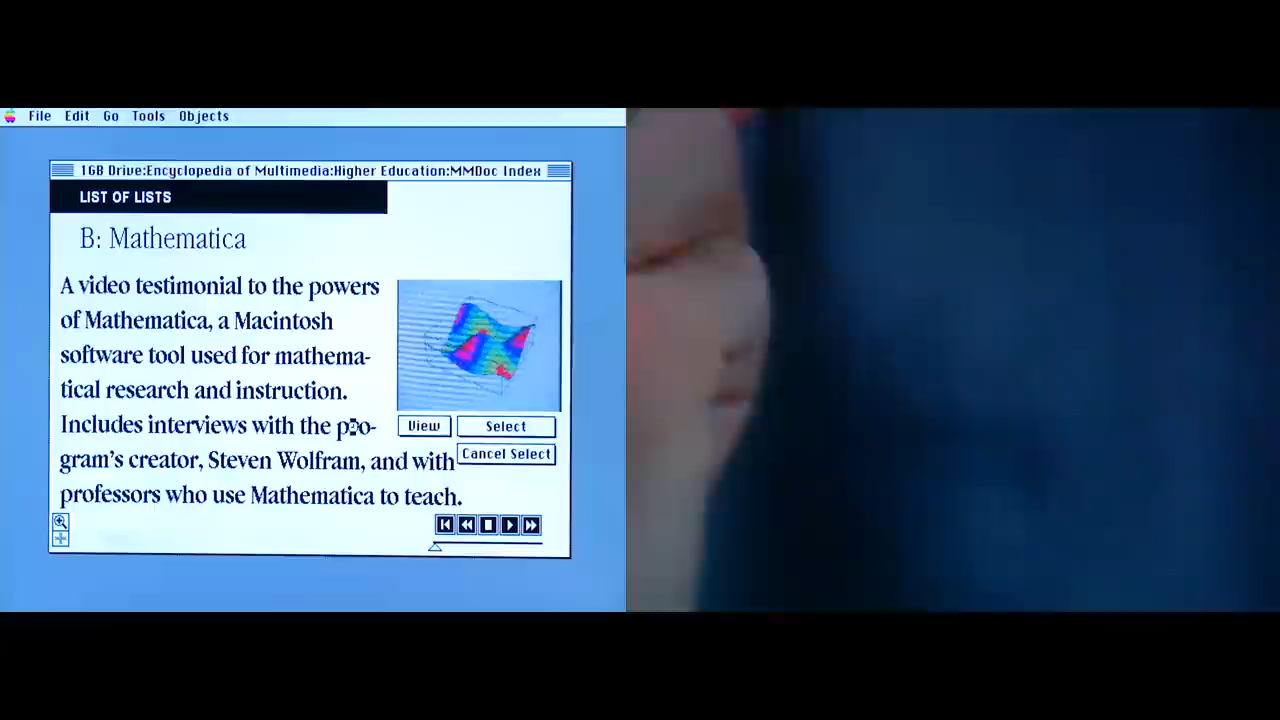 File Edit Go Tools Objects
1GB Drive:Encyclopedia of Multimedia:Higher Education:MMDoc Index
LIST OF LISTS
B: Mathematica
A video testimonial to the powers
of Mathematica, a Macintosh
software tool used for mathema-
tical research and instruction.
Includes interviews with the pro-
gram's creator, Steven Wolfram, and with
professors who use Mathematica to teach.
View Select
Cancel Select